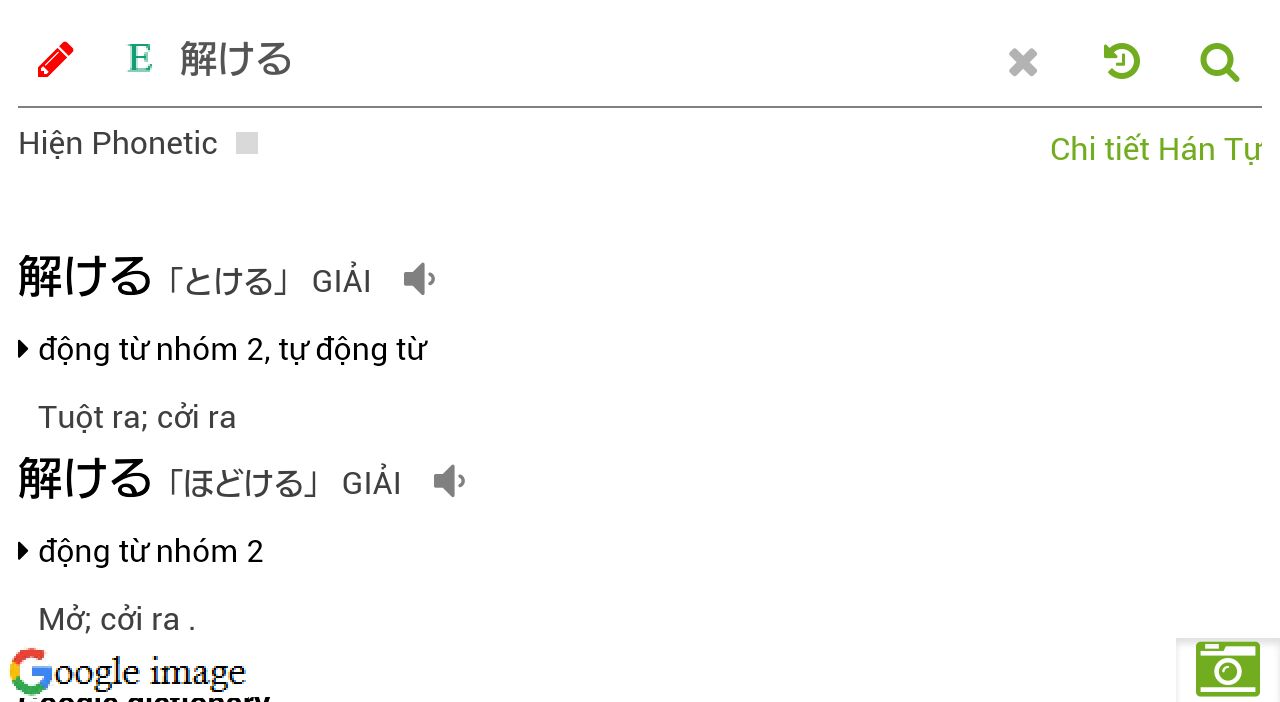 E 解ける
Hiện Phonetic
Chi tiết Hán Tự
解ける「とける」 GIẢI
động từ nhóm 2, tự động từ
Tuột ra; cởi ra
解ける「ほどける」 GIẢI
động từ nhóm 2
Mở; cởi ra .
Google image
Google dictionary